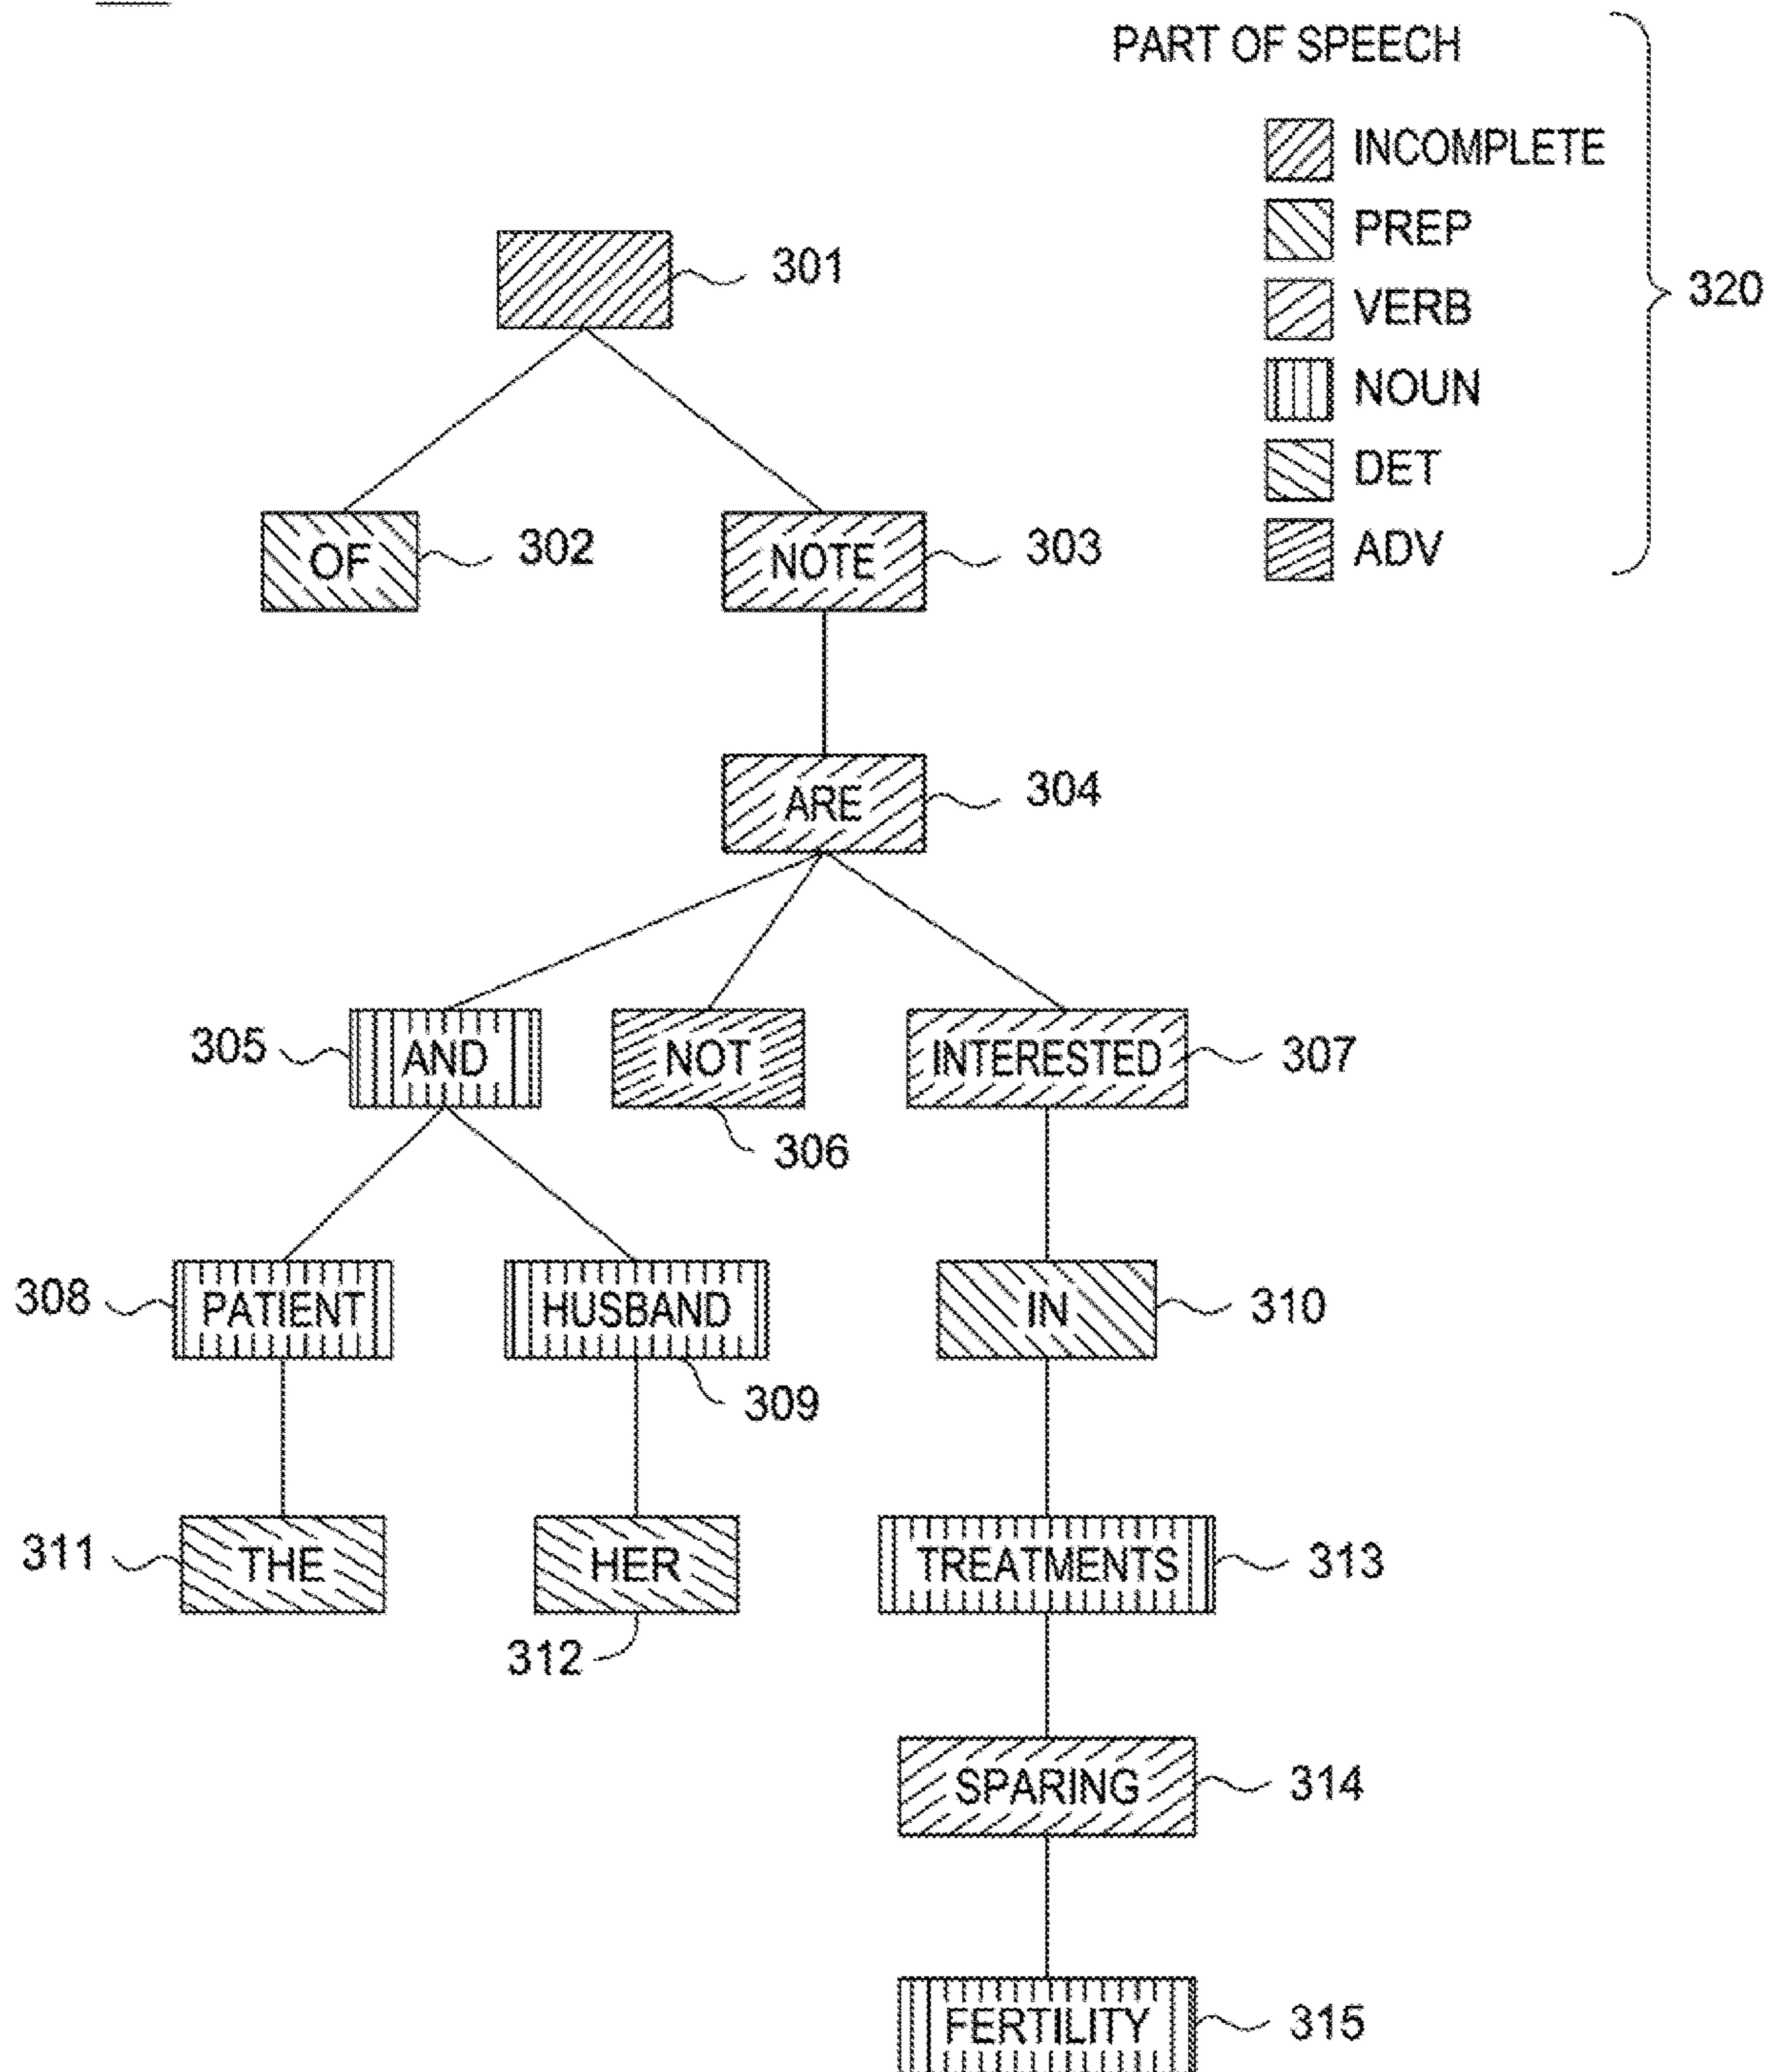 PART OF SPEECH
INCOMPLETE
PREP
VERB
NOUN
DET
ADV
320
301
OF
302
NOTE
303
ARE
304
305
AND
NOT
306
INTERESTED
307
308
PATIENT
HUSBAND
309
IN
310
311
THE
HER
312
TREATMENTS
313
SPARING
314
FERTILITY
315